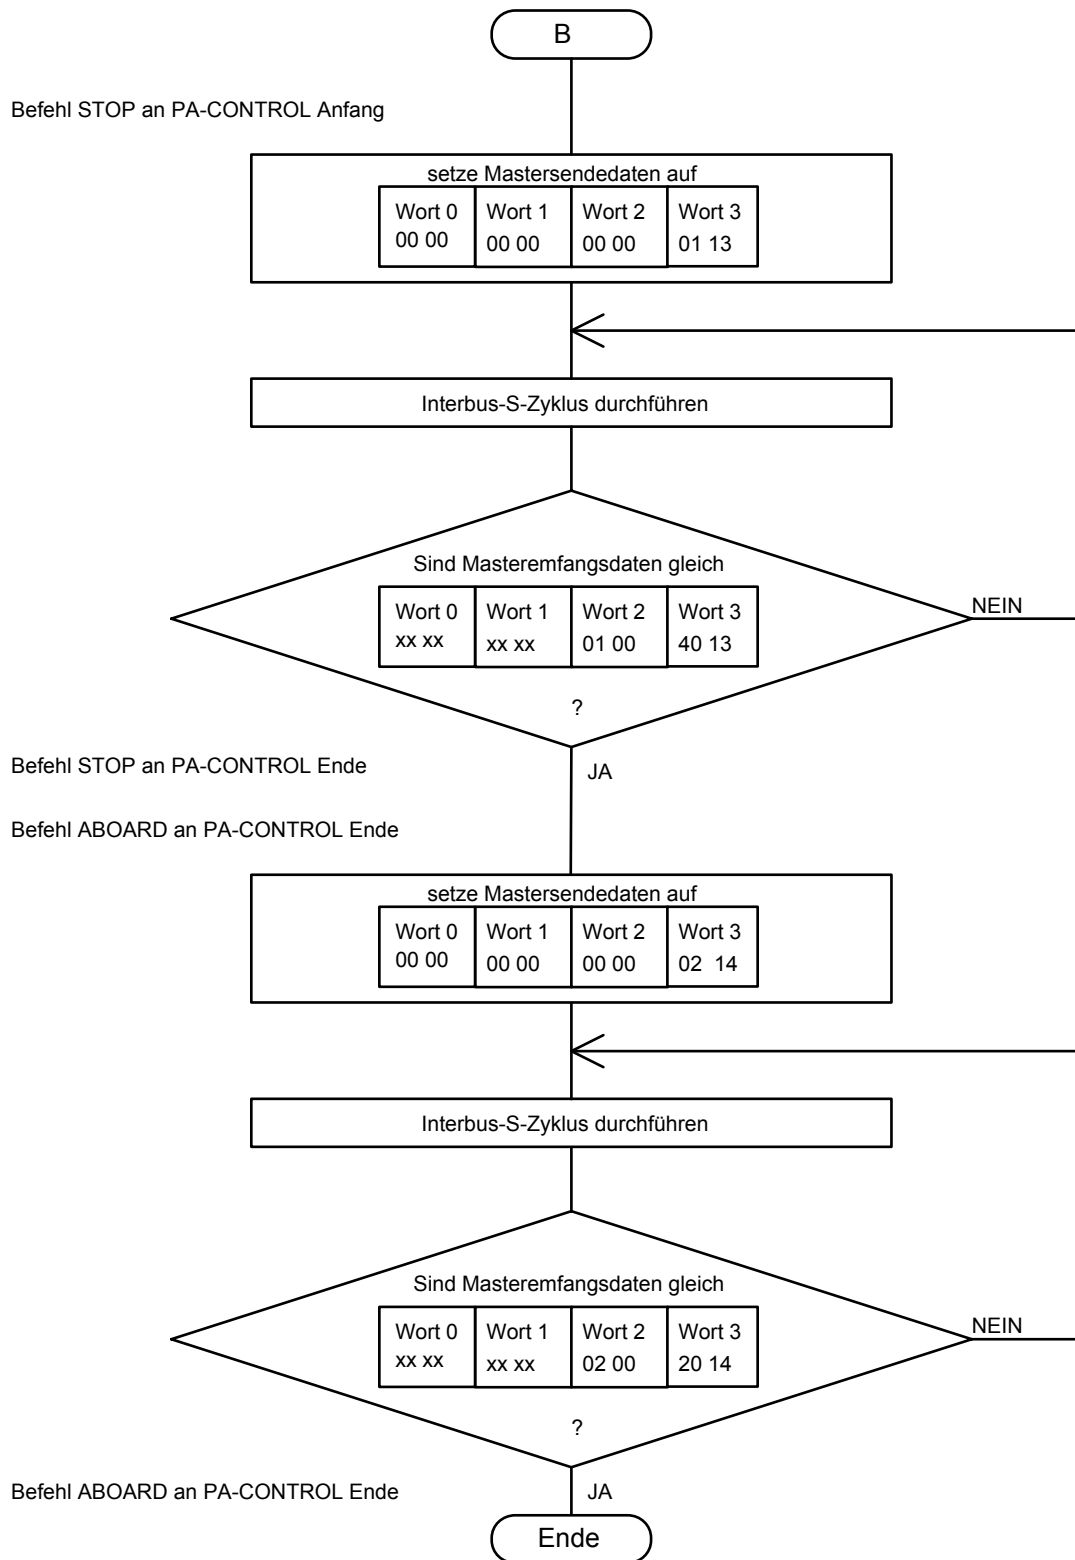 B
Befehl STOP an PA-CONTROL Anfang
setze Mastersendedaten auf
Wort 0 Wort 1 Wort 2 Wort 3
00 00 00 00 00 00 01 13
Interbus-S-Zyklus durchführen
Sind Masteremfangsdaten gleich
NEIN
Wort 0 Wort 1 Wort 2 Wort 3
xx xx xx xx 01 00 40 13
?
Befehl STOP an PA-CONTROL Ende
JA
Befehl ABOARD an PA-CONTROL Ende
setze Mastersendedaten auf
Wort 0 Wort 1 Wort 2 Wort 3
00 00 00 00 00 00 02 14
Interbus-S-Zyklus durchführen
Sind Masteremfangsdaten gleich
NEIN
Wort 0 Wort 1 Wort 2 Wort 3
xx xx xx xx 02 00 20 14
?
Befehl ABOARD an PA-CONTROL Ende
JA
Ende